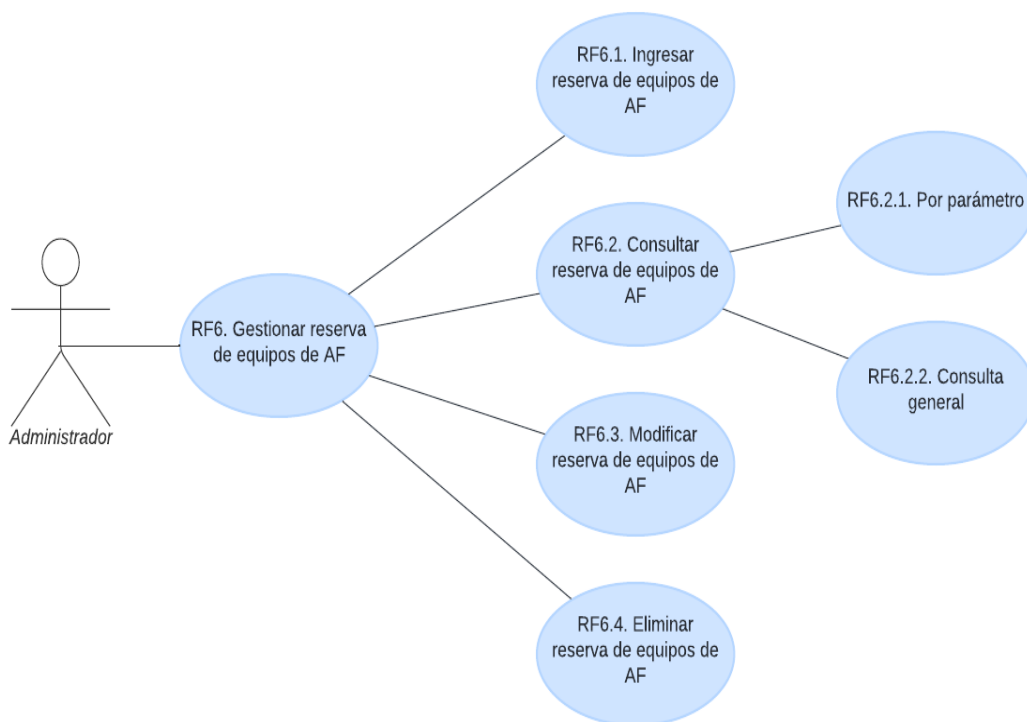 RF6.1. Ingresar
reserva de equipos de
AF
RF6.2.1. Por parámetro
RF6.2. Consultar
reserva de equipos de
AF
RF6. Gestionar reserva
de equipos de AF
RF6.2.2. Consulta
general
Administrador
RF6.3. Modificar
reserva de equipos de
AF
RF6.4. Eliminar
reserva de equipos de
AF